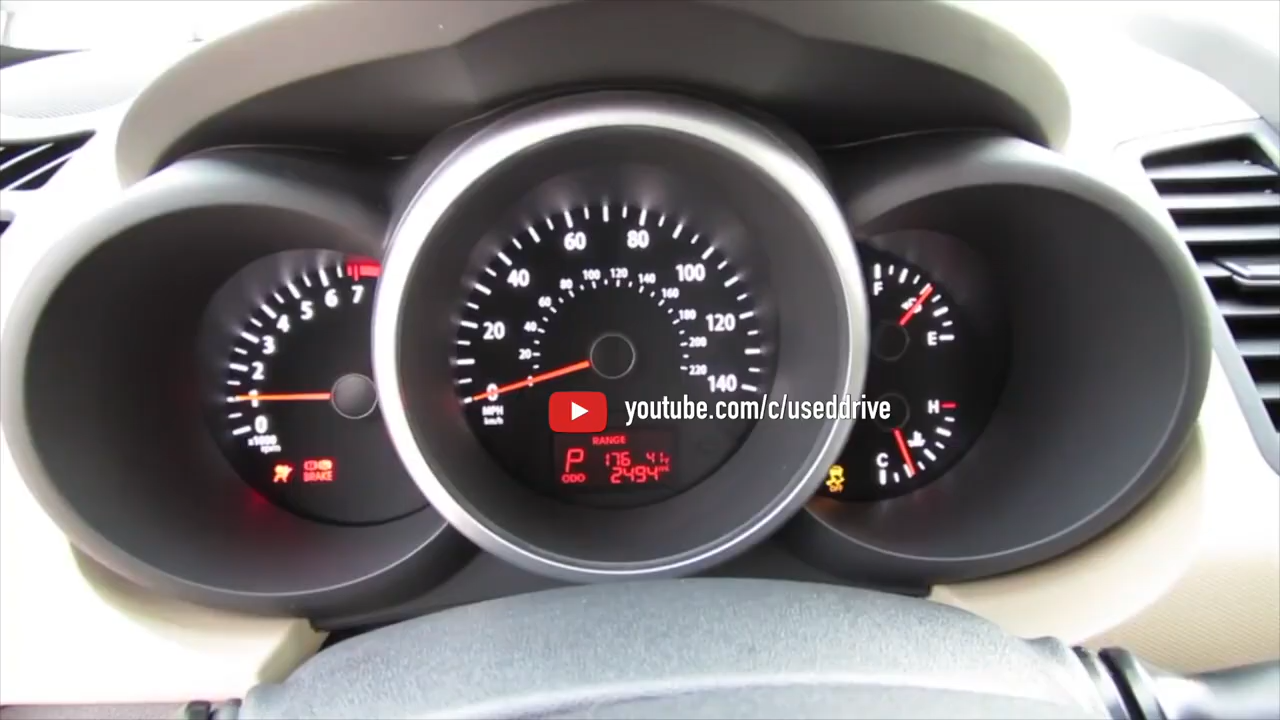 0 1 2 3 4 5 6 7
x1000
rpm
BRAKE
0 20 40 60 80 100 120 140
20 40 60 80 100 120 140 160 180 200 220
MPH
km/h
RANGE
P 176 41F
ODO 2494
F
E
H
C
OFF
youtube.com/c/useddrive